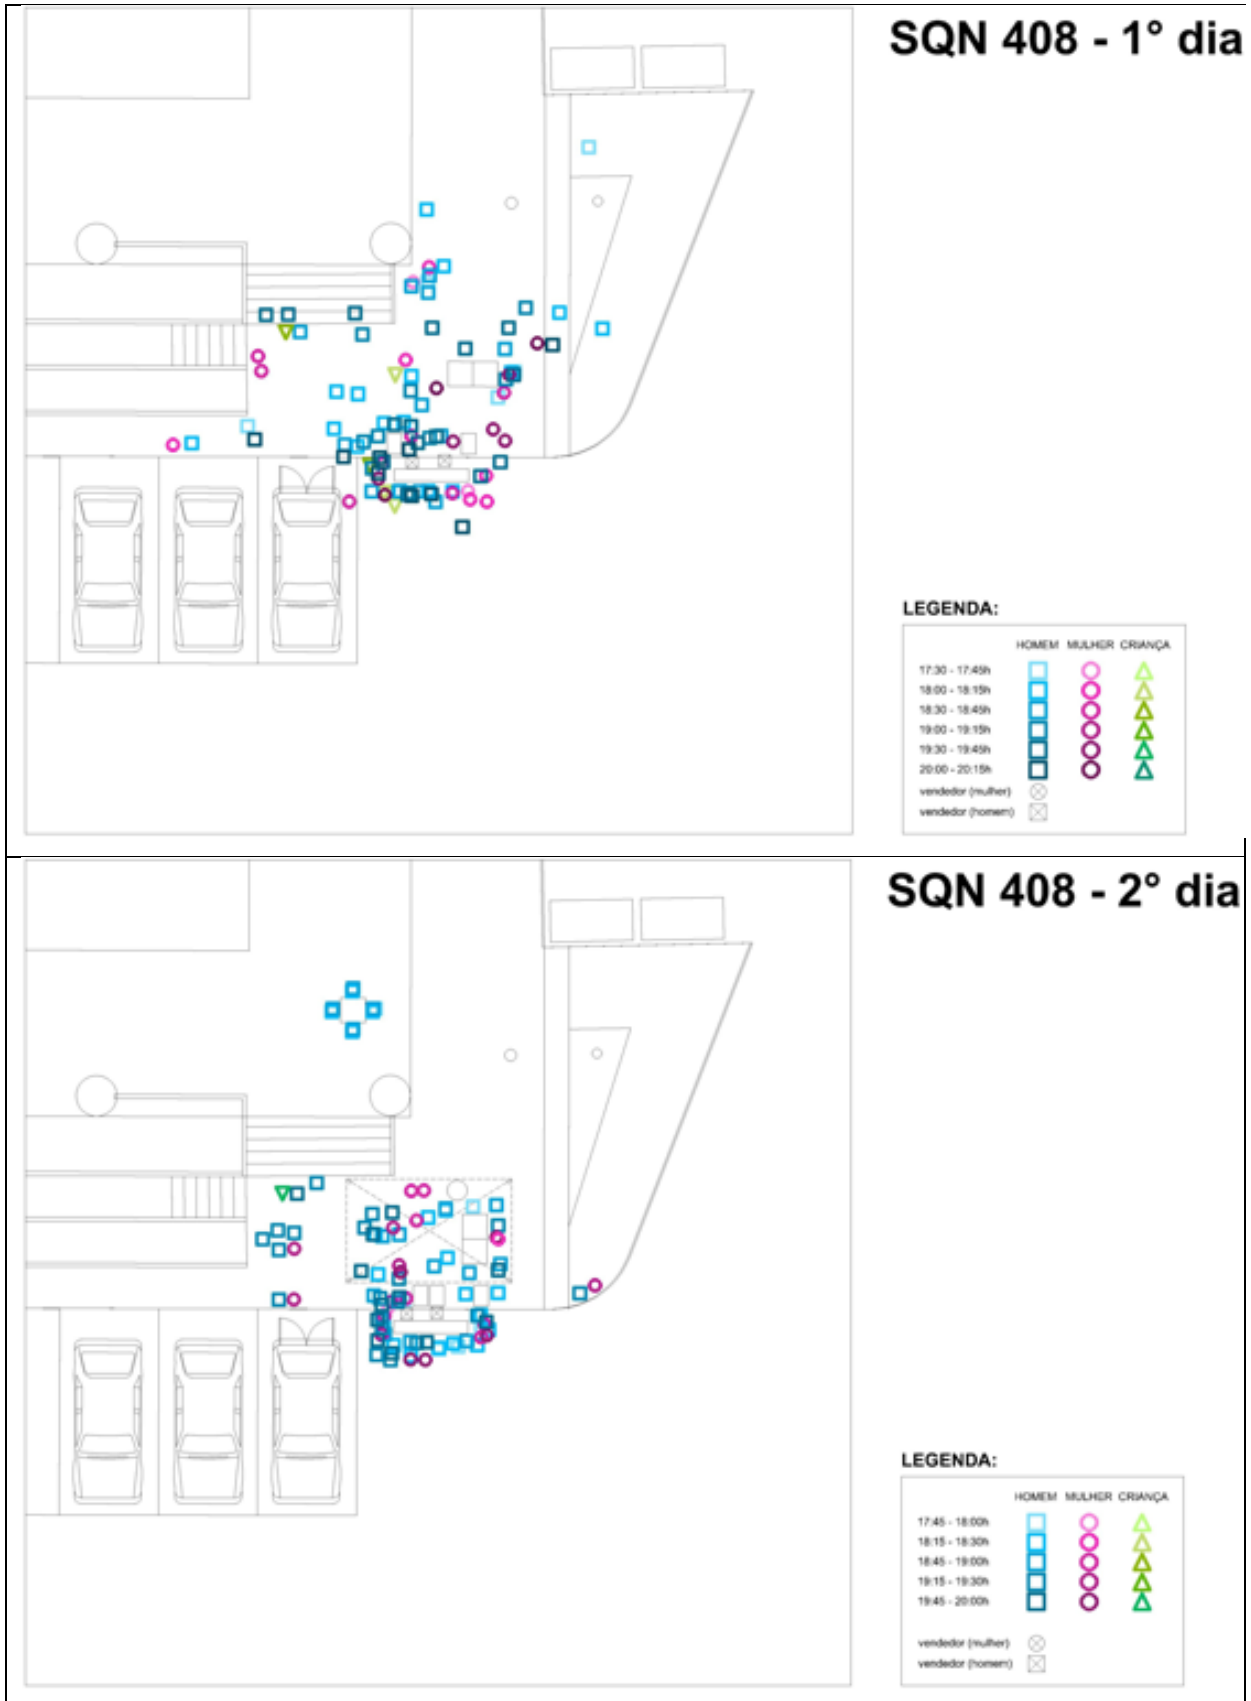 SQN 408 - 1° dia
LEGENDA:
HOMEM MULHER CRIANÇA
17:30 - 17:45h
18:00 - 18:15h
18:30 - 18:45h
19:00 - 19:15h
19:30 - 19:45h
20:00 - 20:15h
vendedor (mulher)
vendedor (homem)
SQN 408 - 2° dia
LEGENDA:
HOMEM MULHER CRIANÇA
17:45 - 18:00h
18:15 - 18:30h
18:45 - 19:00h
19:15 - 19:30h
19:45 - 20:00h
vendedor (mulher)
vendedor (homem)